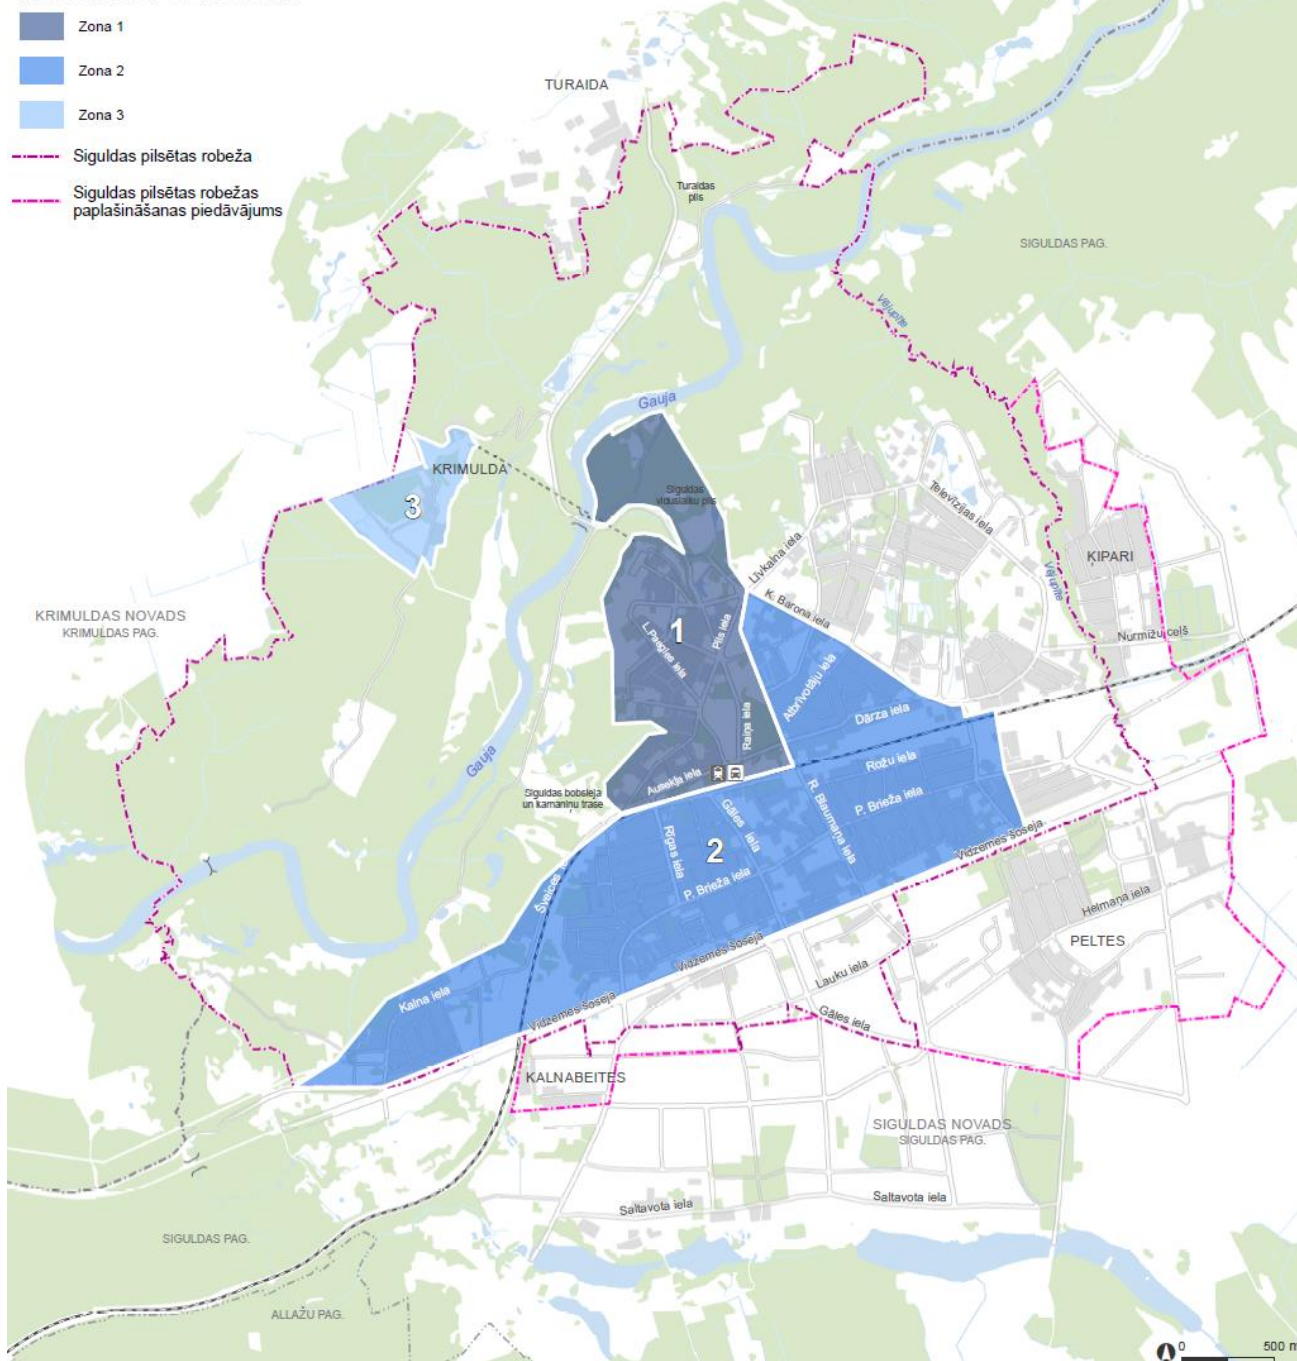 Zona 1
Zona 2
Zona 3
Siguldas pilsētas robeža
Siguldas pilsētas robežas
paplašināšanas piedāvājums
TURAIDA
Turaidas
pils
SIGULDAS PAG.
Vējupīte
Gauja
KRIMULDA
3
Siguldas
viduslaiku pils
Televīzijas iela
Līvkalna iela
ĶIPARI
Vējupīte
K. Barona iela
KRIMULDAS NOVADS
KRIMULDAS PAG.
1
L.Paegles iela
Pils iela
Nurmižu ceļš
Atbrīvotāju iela
Dārza iela
Raiņa iela
Gauja
Rožu iela
Ausekļa iela
Siguldas bobsleja
un kamaniņu trase
Gāles iela
R. Blaumaņa iela
P. Brieža iela
Rīgas iela
2
Vidzemes šoseja
Šveices
P. Brieža iela
Helmaņa iela
PELTES
Vidzemes šoseja
Lauku iela
Kalna iela
Vidzemes šoseja
Gāles iela
KALNABEITES
SIGULDAS NOVADS
SIGULDAS PAG.
Saltavota iela
Saltavota iela
SIGULDAS PAG.
ALLAŽU PAG.
0 500 m